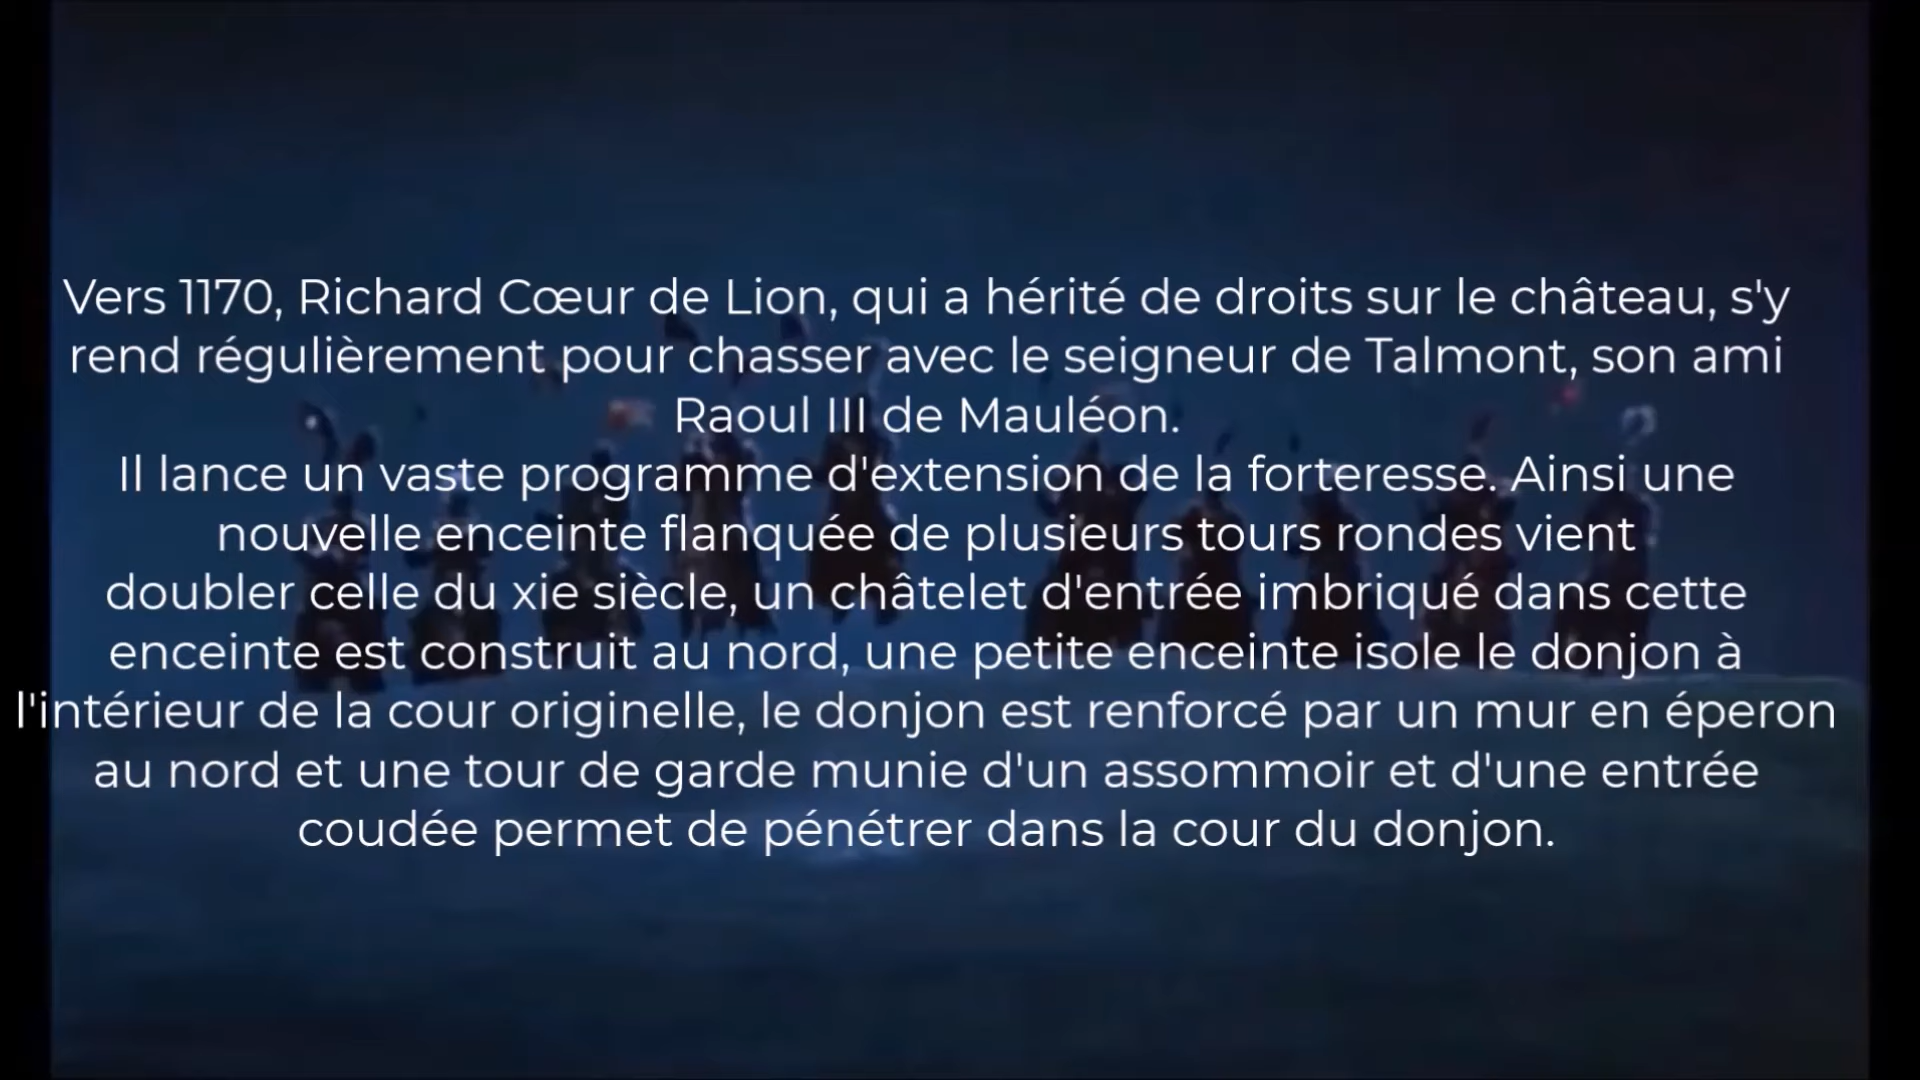 Vers 1170, Richard Cœur de Lion, qui a hérité de droits sur le château, s'y
rend régulièrement pour chasser avec le seigneur de Talmont, son ami
Raoul III de Mauléon.
Il lance un vaste programme d'extension de la forteresse. Ainsi une
nouvelle enceinte flanquée de plusieurs tours rondes vient
doubler celle du xie siècle, un châtelet d'entrée imbriqué dans cette
enceinte est construit au nord, une petite enceinte isole le donjon à
l'intérieur de la cour originelle, le donjon est renforcé par un mur en éperon
au nord et une tour de garde munie d'un assommoir et d'une entrée
coudée permet de pénétrer dans la cour du donjon.